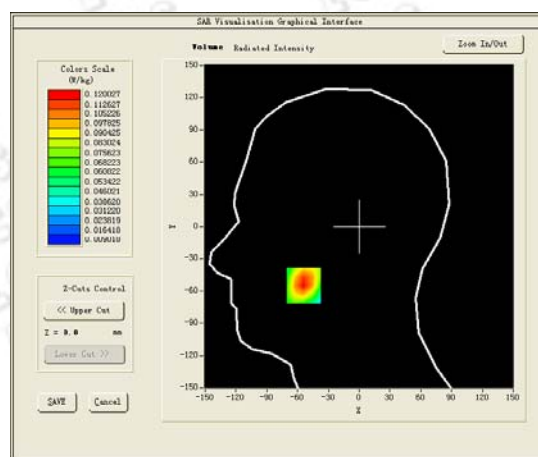 SAR Visualisation Graphical Interface
Volume Radiated Intensity
Zoom In/Out
Colors Scale
(W/kg)
0.120027
0.112627
0.105226
0.097825
0.090425
0.083024
0.075623
0.068223
0.060822
0.053422
0.046021
0.038620
0.031220
0.023819
0.016418
0.009018
150
120
90
60
30
0
-30
-60
-90
-120
-150
Y
-150 -120 -90 -60 -30 0 30 60 90 120 150
X
Z-Cuts Control
<< Upper Cut
Z = 0.0 mm
Lower Cut >>
SAVE Cancel